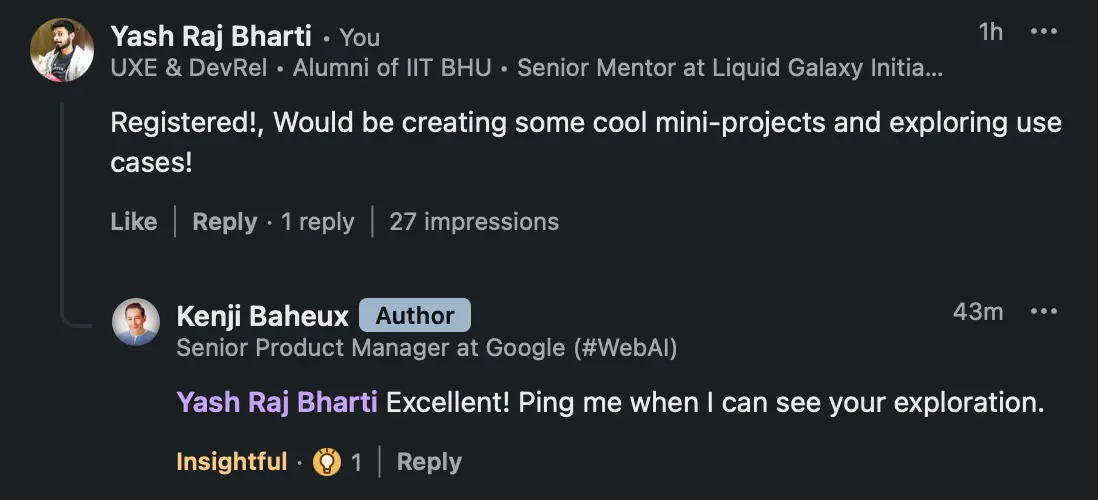 Yash Raj Bharti • You
1h
UXE & DevRel • Alumni of IIT BHU • Senior Mentor at Liquid Galaxy Initia...
Registered!, Would be creating some cool mini-projects and exploring use
cases!
Like | Reply · 1 reply | 27 impressions
Kenji Baheux Author
43m
Senior Product Manager at Google (#WebAI)
Yash Raj Bharti Excellent! Ping me when I can see your exploration.
Insightful · 1 | Reply